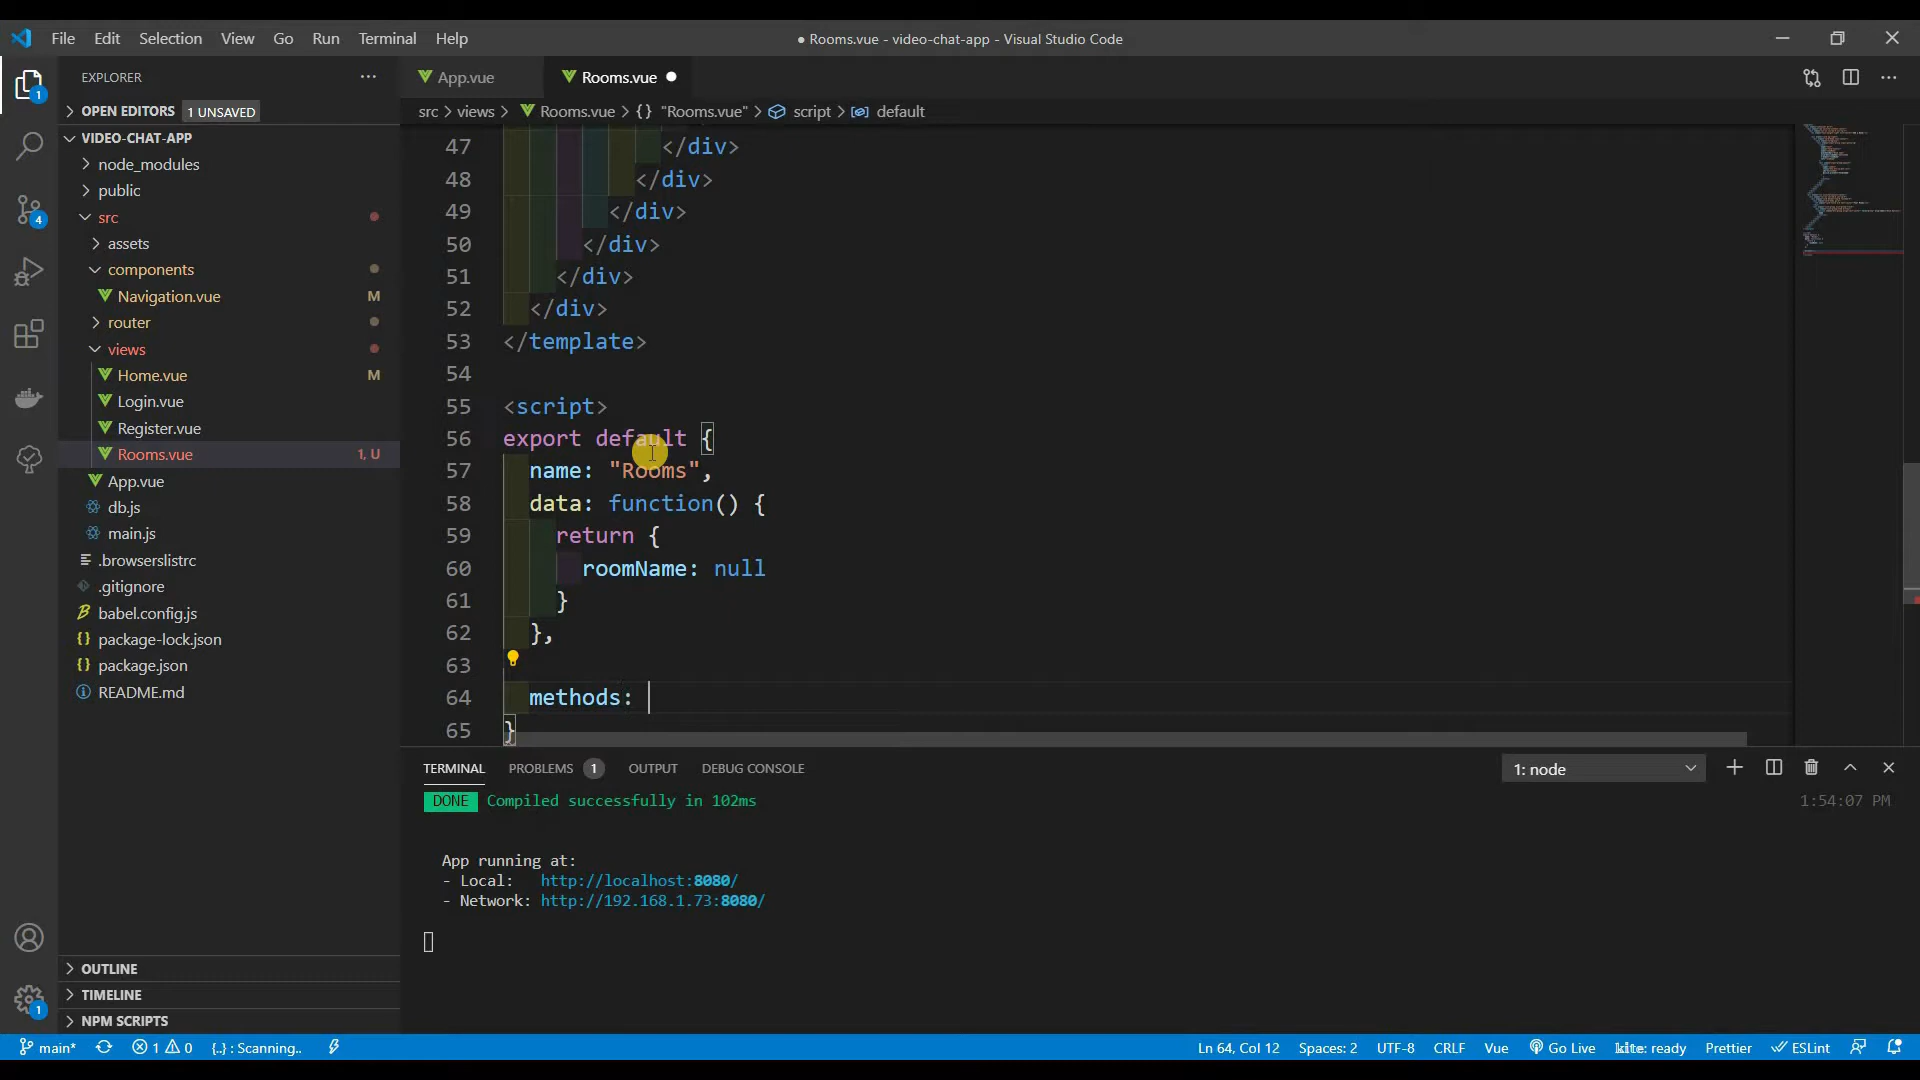 File Edit Selection View Go Run Terminal Help
● Rooms.vue - video-chat-app - Visual Studio Code
EXPLORER
OPEN EDITORS 1 UNSAVED
VIDEO-CHAT-APP
node_modules
public
src
assets
components
Navigation.vue M
router
views
Home.vue M
Login.vue
Register.vue
Rooms.vue 1, U
App.vue
db.js
main.js
.browserslistrc
.gitignore
babel.config.js
package-lock.json
package.json
README.md
OUTLINE
TIMELINE
NPM SCRIPTS
App.vue Rooms.vue ●
src > views > Rooms.vue > {} "Rooms.vue" > script > default
47 </div>
48 </div>
49 </div>
50 </div>
51 </div>
52 </div>
53 </template>
54
55 <script>
56 export default {
57 name: "Rooms",
58 data: function() {
59 return {
60 roomName: null
61 }
62 },
63
64 methods:
65 }
TERMINAL PROBLEMS 1 OUTPUT DEBUG CONSOLE 1: node
DONE Compiled successfully in 102ms 1:54:07 PM
App running at:
- Local: http://localhost:8080/
- Network: http://192.168.1.73:8080/
1
4
1
main* 1 0 {..} : Scanning.. Ln 64, Col 12 Spaces: 2 UTF-8 CRLF Vue Go Live kite: ready Prettier ESLint